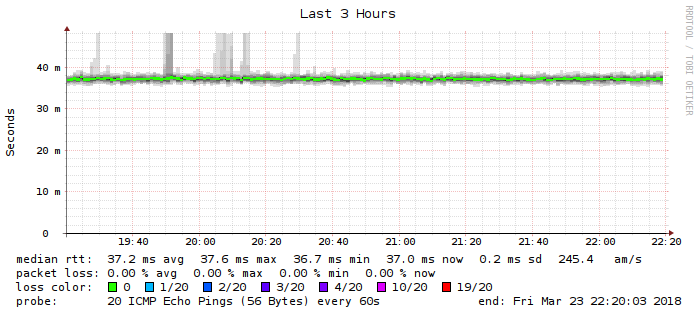 Last 3 Hours
RRDTOOL / TOBI OETIKER
Seconds
40 m
30 m
20 m
10 m
0
19:40 20:00 20:20 20:40 21:00 21:20 21:40 22:00 22:20
median rtt: 37.2 ms avg 37.6 ms max 36.7 ms min 37.0 ms now 0.2 ms sd 245.4 am/s
packet loss: 0.00 % avg 0.00 % max 0.00 % min 0.00 % now
loss color: 0 1/20 2/20 3/20 4/20 10/20 19/20
probe: 20 ICMP Echo Pings (56 Bytes) every 60s end: Fri Mar 23 22:20:03 2018